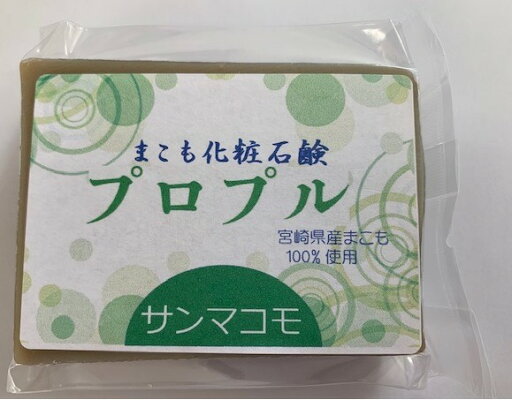 まこも化粧石鹸
プロプル
宮崎県産まこも
100%使用
サンマコモ